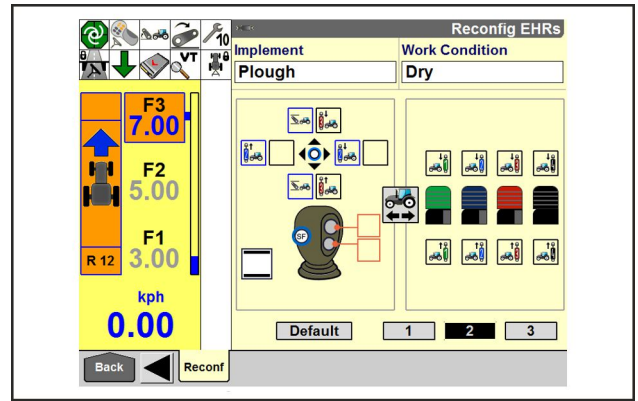 10
Reconfig EHRs
VT
Implement
Work Condition
Plough
Dry
F3
7.00
F2
5.00
F1
R 12
3.00
SF
kph
0.00
Default
1
2
3
Back
Reconf